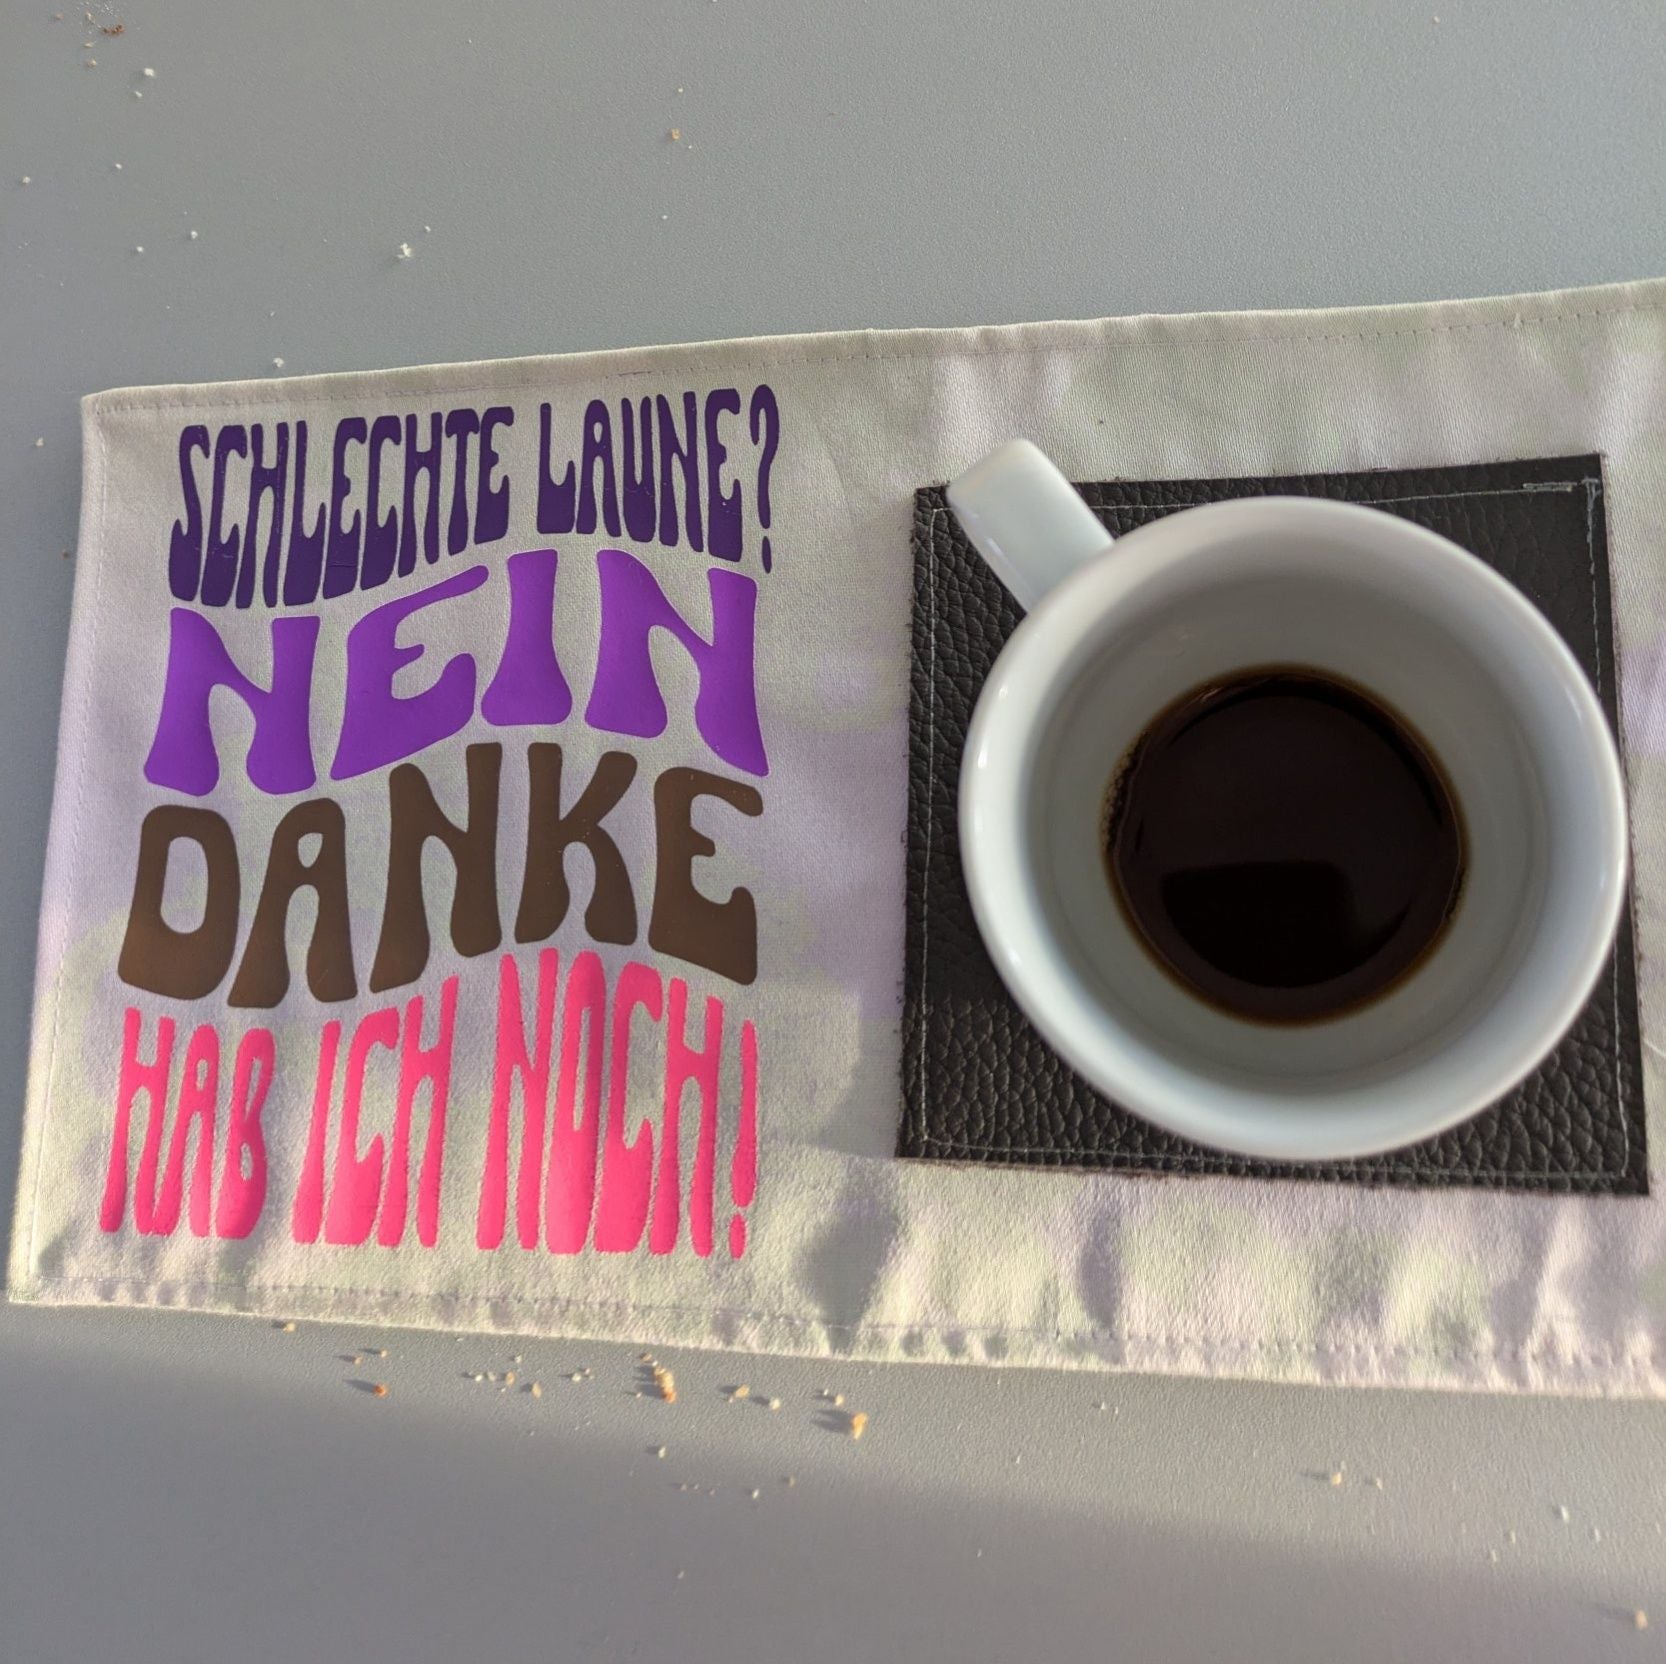 SCHLECHTE LAUNE?
NEIN
DANKE
HAB ICH NOCH!